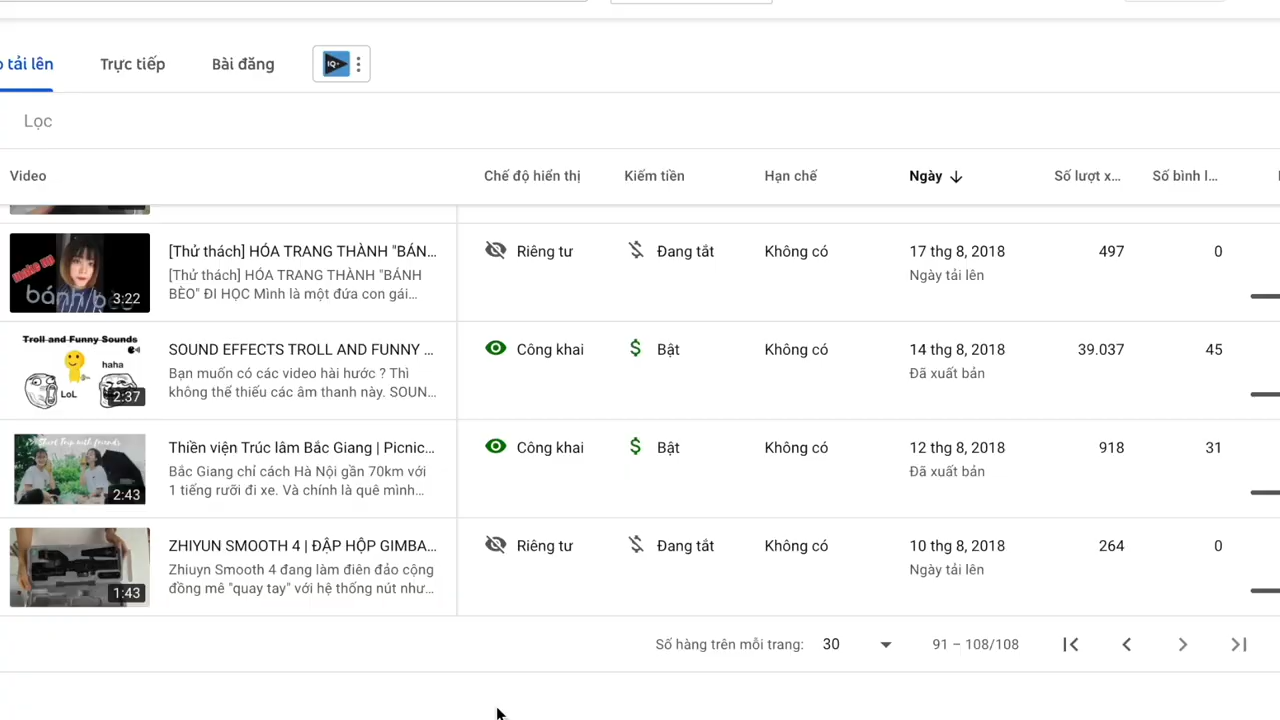 tải lên
Trực tiếp
Bài đăng
IQ+
Lọc
Video
Chế độ hiển thị
Kiếm tiền
Hạn chế
Ngày
Số lượt x...
Số bình l...
make up
bánh bèo
3:22
[Thử thách] HÓA TRANG THÀNH "BÁN...
[Thử thách] HÓA TRANG THÀNH "BÁNH
BÈO" ĐI HỌC Mình là một đứa con gái...
Riêng tư
Đang tắt
Không có
17 thg 8, 2018
Ngày tải lên
497
0
Troll and Funny Sounds
haha
LoL
2:37
SOUND EFFECTS TROLL AND FUNNY ...
Bạn muốn có các video hài hước ? Thì
không thể thiếu các âm thanh này. SOUN...
Công khai
Bật
Không có
14 thg 8, 2018
Đã xuất bản
39.037
45
Short Trip with friends
2:43
Thiền viện Trúc lâm Bắc Giang | Picnic...
Bắc Giang chỉ cách Hà Nội gần 70km với
1 tiếng rưỡi đi xe. Và chính là quê mình...
Công khai
Bật
Không có
12 thg 8, 2018
Đã xuất bản
918
31
1:43
ZHIYUN SMOOTH 4 | ĐẬP HỘP GIMBA...
Zhiuyn Smooth 4 đang làm điên đảo cộng
đồng mê "quay tay" với hệ thống nút như...
Riêng tư
Đang tắt
Không có
10 thg 8, 2018
Ngày tải lên
264
0
Số hàng trên mỗi trang:
30
91 – 108/108